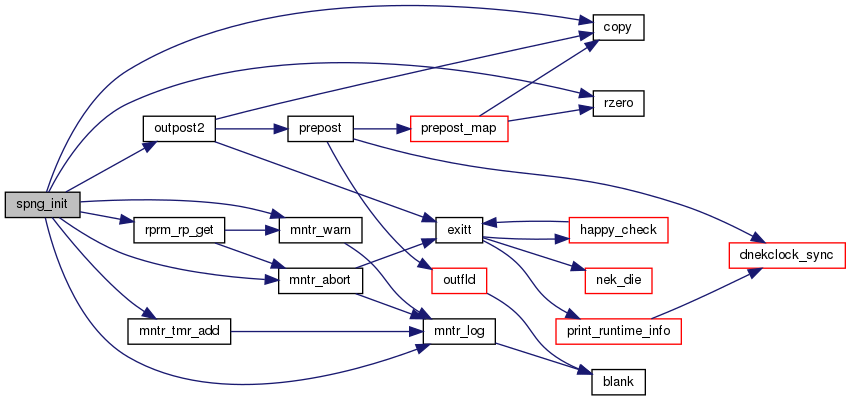 copy
rzero
outpost2
prepost
prepost_map
spng_init
rprm_rp_get
mntr_warn
exitt
happy_check
dnekclock_sync
mntr_abort
outfld
nek_die
mntr_tmr_add
mntr_log
print_runtime_info
blank